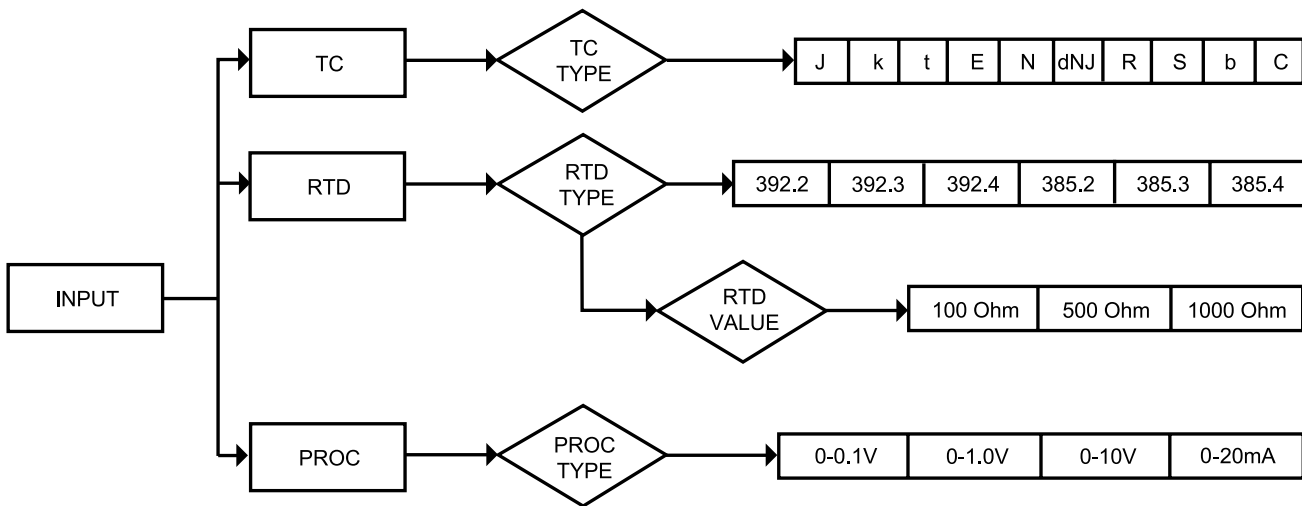 TC
TC
TYPE
J k t E N dNJ R S b C
RTD
RTD
TYPE
392.2 392.3 392.4 385.2 385.3 385.4
INPUT
RTD
VALUE
100 Ohm 500 Ohm 1000 Ohm
PROC
PROC
TYPE
0-0.1V 0-1.0V 0-10V 0-20mA